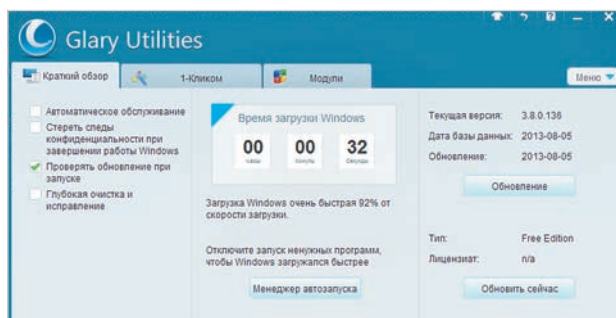 Glary Utilities
Краткий обзор
1-Кликом
Модули
Меню
Автоматическое обслуживание
Стереть следы
конфиденциальности при
завершении работы Windows
Проверять обновление при
запуске
Глубокая очистка и
исправление
Время загрузки Windows
00 00 32
часы минуты секунды
Загрузка Windows очень быстрая 92% от
скорости загрузки.
Отключите запуск ненужных программ,
чтобы Windows загружался быстрее
Менеджер автозапуска
Текущая версия: 3.8.0.136
Дата базы данных: 2013-08-05
Обновление: 2013-08-05
Обновление
Тип: Free Edition
Лицензиат: n/a
Обновить сейчас